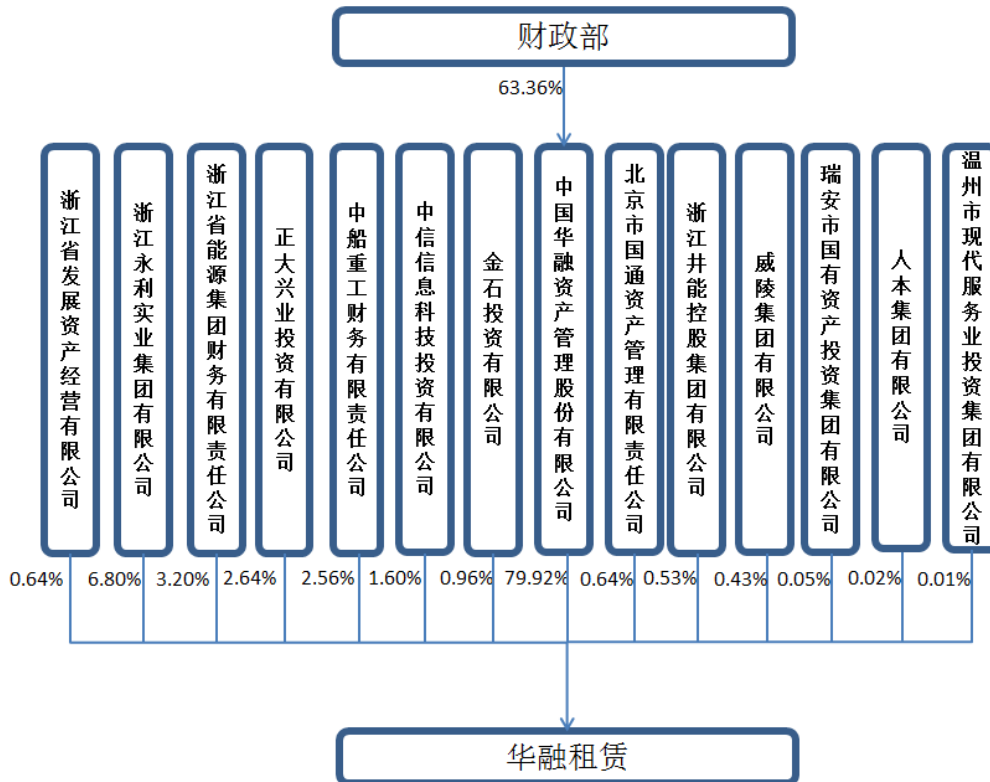 财政部
63.36%
浙江省发展资产经营有限公司
浙江永利实业集团有限公司
浙江省能源集团财务有限责任公司
正大兴业投资有限公司
中船重工财务有限责任公司
中信信息科技投资有限公司
金石投资有限公司
中国华融资产管理股份有限公司
北京市国通资产管理有限责任公司
浙江井能控股集团有限公司
威陵集团有限公司
瑞安市国有资产投资集团有限公司
人本集团有限公司
温州市现代服务业投资集团有限公司
0.64%
6.80%
3.20%
2.64%
2.56%
1.60%
0.96%
79.92%
0.64%
0.53%
0.43%
0.05%
0.02%
0.01%
华融租赁